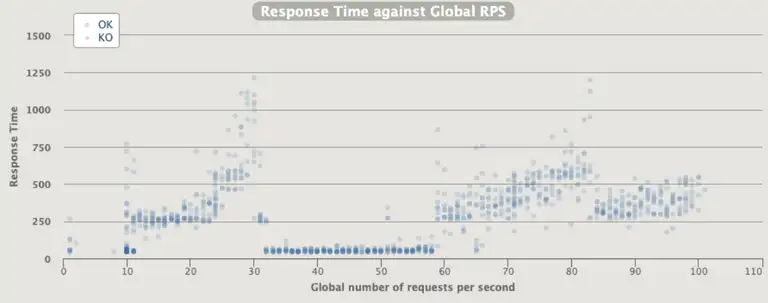 Response Time against Global RPS
OK
KO
Response Time
1500
1250
1000
750
500
250
0
0 10 20 30 40 50 60 70 80 90 100 110
Global number of requests per second